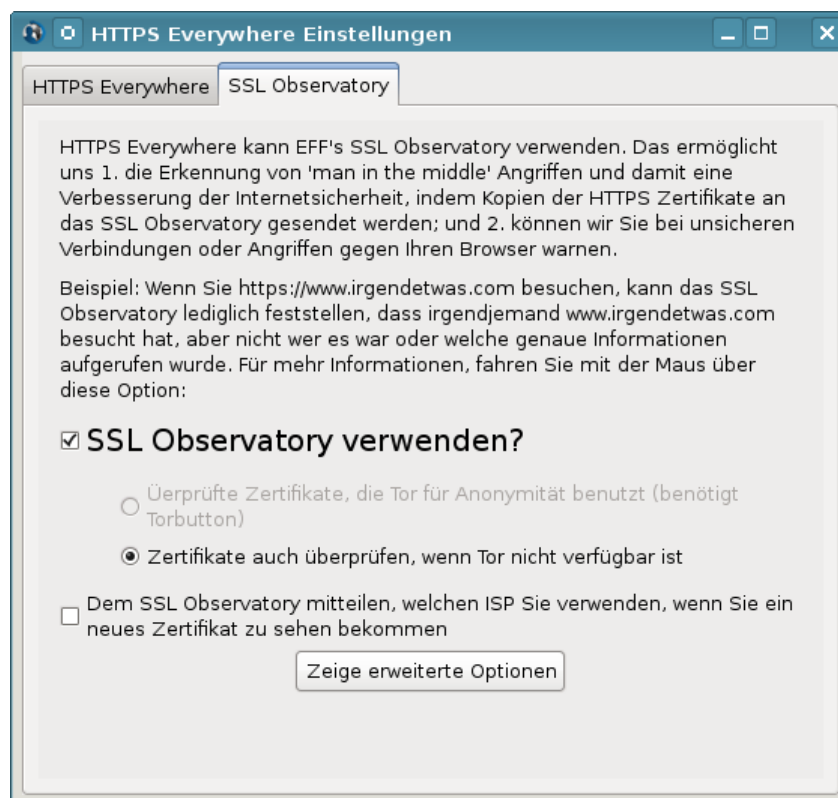 HTTPS Everywhere Einstellungen
HTTPS Everywhere
SSL Observatory
HTTPS Everywhere kann EFF's SSL Observatory verwenden. Das ermöglicht
uns 1. die Erkennung von 'man in the middle' Angriffen und damit eine
Verbesserung der Internetsicherheit, indem Kopien der HTTPS Zertifikate an
das SSL Observatory gesendet werden; und 2. können wir Sie bei unsicheren
Verbindungen oder Angriffen gegen Ihren Browser warnen.
Beispiel: Wenn Sie https://www.irgendetwas.com besuchen, kann das SSL
Observatory lediglich feststellen, dass irgendjemand www.irgendetwas.com
besucht hat, aber nicht wer es war oder welche genaue Informationen
aufgerufen wurde. Für mehr Informationen, fahren Sie mit der Maus über
diese Option:
SSL Observatory verwenden?
Üerprüfte Zertifikate, die Tor für Anonymität benutzt (benötigt
Torbutton)
Zertifikate auch überprüfen, wenn Tor nicht verfügbar ist
Dem SSL Observatory mitteilen, welchen ISP Sie verwenden, wenn Sie ein
neues Zertifikat zu sehen bekommen
Zeige erweiterte Optionen